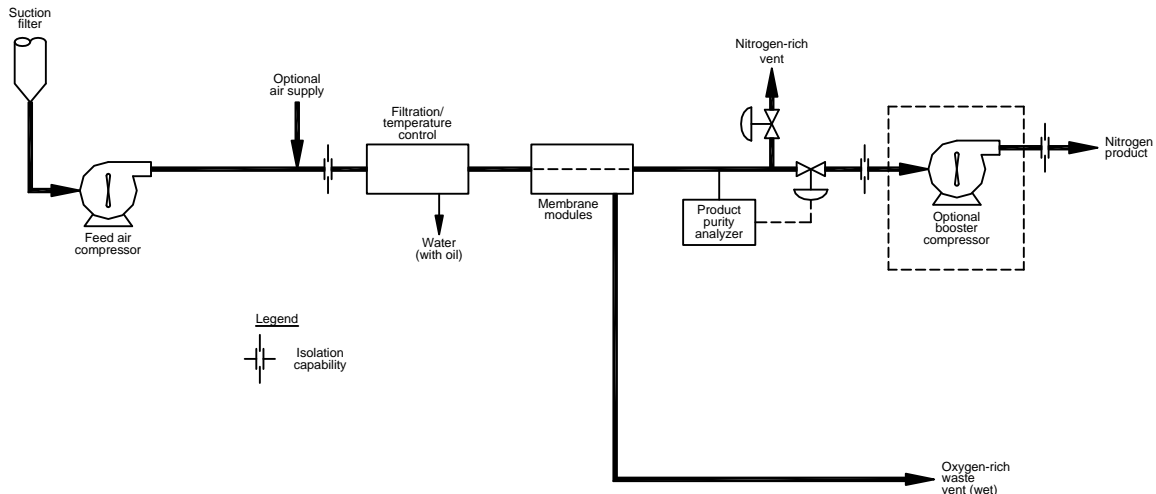 Suction
filter
Optional
air supply
Filtration/
temperature
control
Nitrogen-rich
vent
Nitrogen
product
Feed air
compressor
Water
(with oil)
Membrane
modules
Product
purity
analyzer
Optional
booster
compressor
Legend
Isolation
capability
Oxygen-rich
waste
vent (wet)